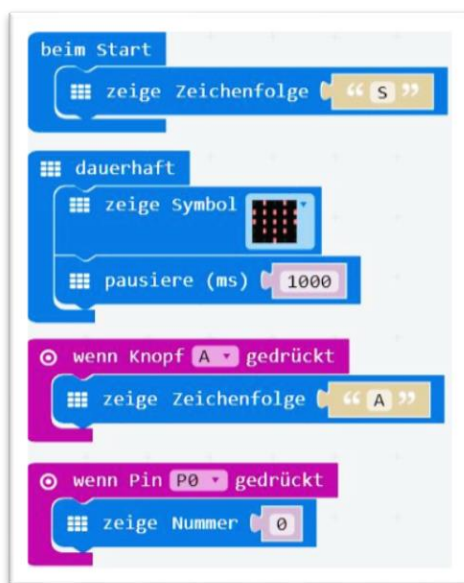 beim Start
zeige Zeichenfolge “ S ”
dauerhaft
zeige Symbol
pausiere (ms) 1000
wenn Knopf A gedrückt
zeige Zeichenfolge “ A ”
wenn Pin P0 gedrückt
zeige Nummer 0